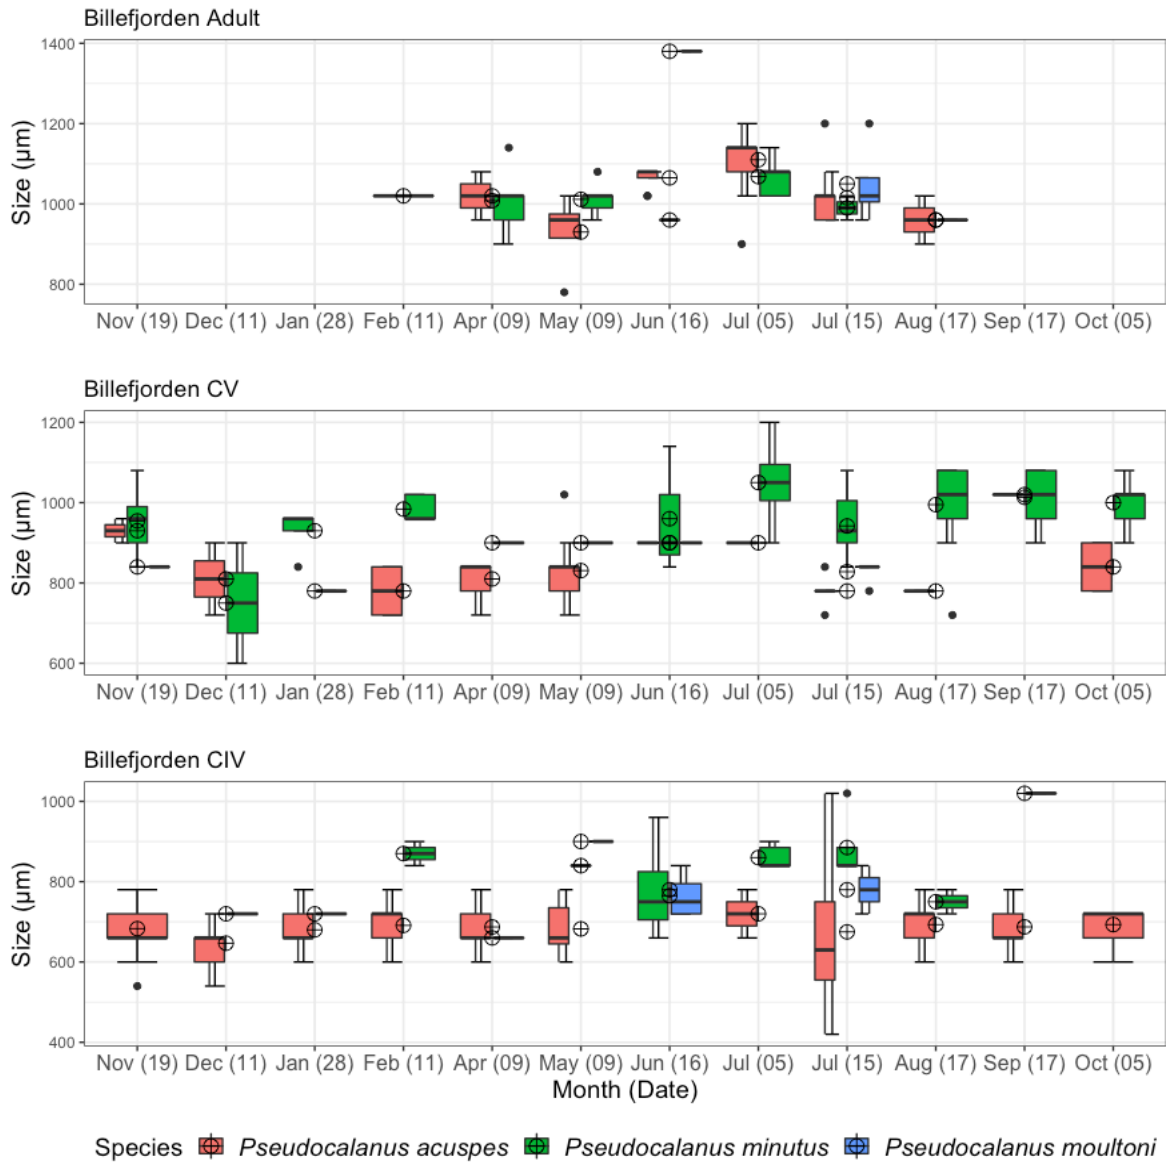 Billefjorden Adult
1400
1200
1000
800
Size (µm)
Nov (19) Dec (11) Jan (28) Feb (11) Apr (09) May (09) Jun (16) Jul (05) Jul (15) Aug (17) Sep (17) Oct (05)
Billefjorden CV
1200
1000
800
600
Size (µm)
Nov (19) Dec (11) Jan (28) Feb (11) Apr (09) May (09) Jun (16) Jul (05) Jul (15) Aug (17) Sep (17) Oct (05)
Billefjorden CIV
1000
800
600
400
Size (µm)
Nov (19) Dec (11) Jan (28) Feb (11) Apr (09) May (09) Jun (16) Jul (05) Jul (15) Aug (17) Sep (17) Oct (05)
Month (Date)
Species Pseudocalanus acuspes Pseudocalanus minutus Pseudocalanus moultoni